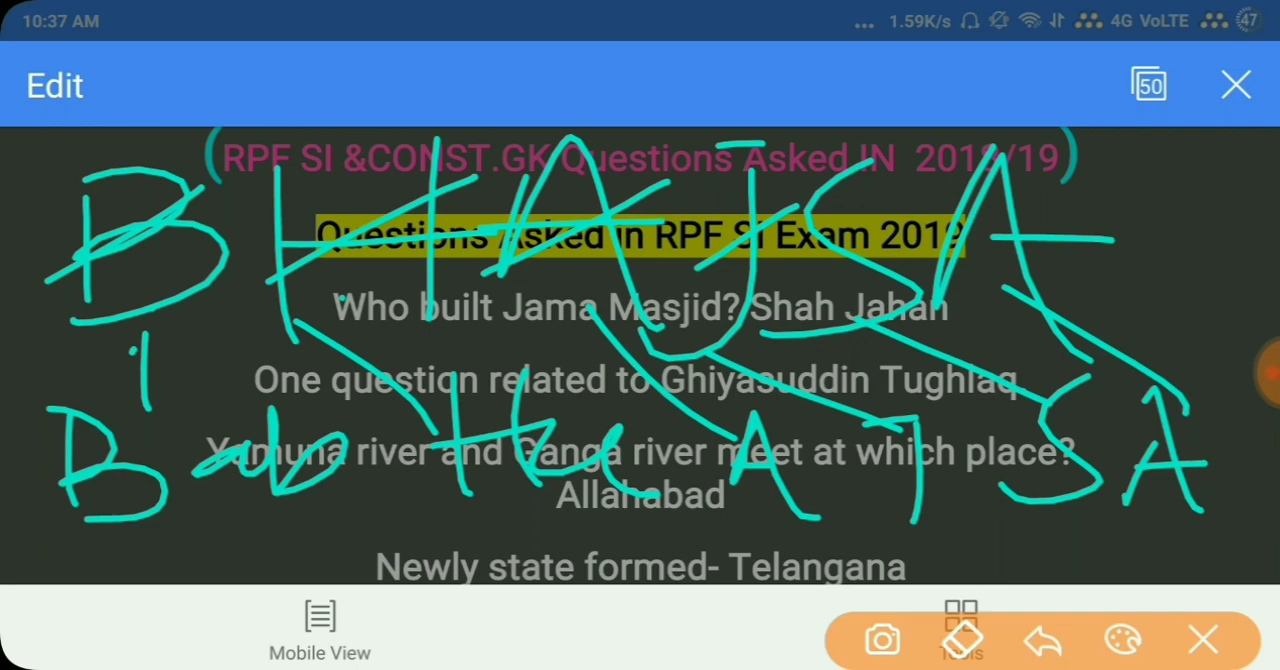 10:37 AM
... 1.59K/s 4G VoLTE 47
Edit
50
(RPF SI &CONST.GK Questions Asked IN 2018/19)
Questions Asked in RPF SI Exam 2019
BHAJSA
Who built Jama Masjid? Shah Jahan
One question related to Ghiyasuddin Tughlaq
Yamuna river and Ganga river meet at which place?
Allahabad
Newly state formed- Telangana
Mobile View
Tools